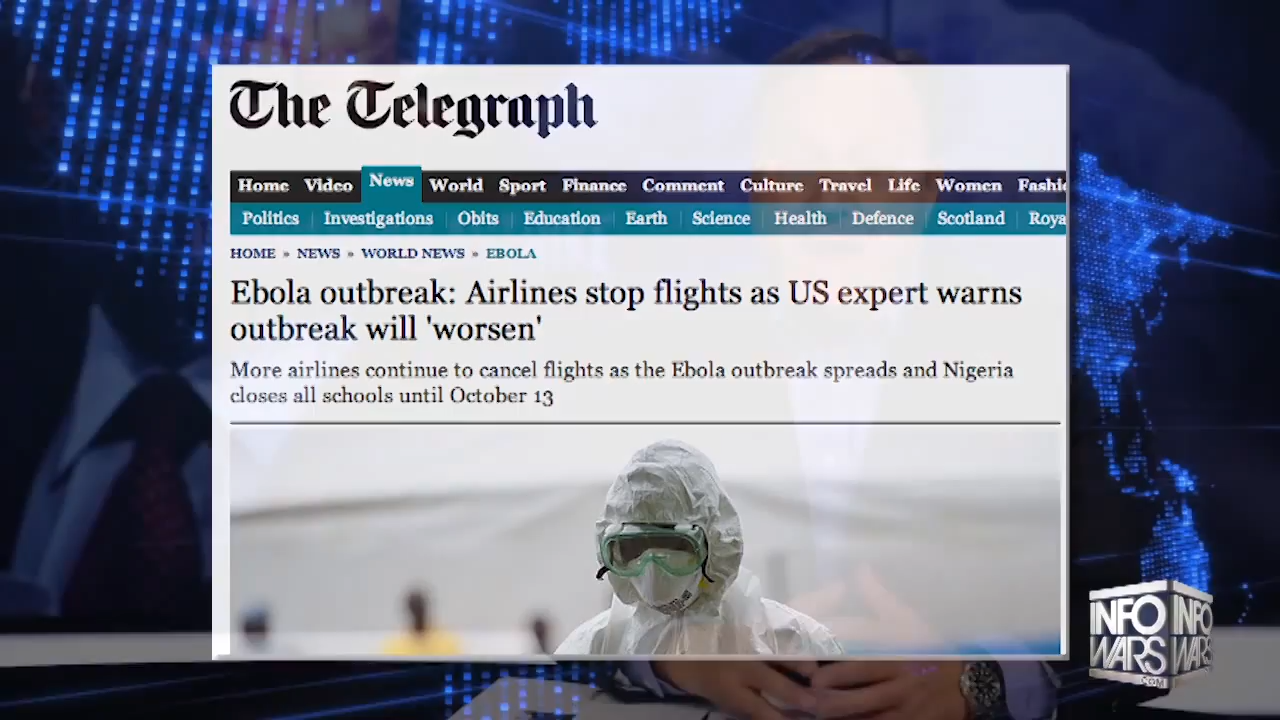 The Telegraph
Home Video News World Sport Finance Comment Culture Travel Life Women
Politics Investigations Obits Education Earth Science Health Defence Scotland
HOME » NEWS » WORLD NEWS » EBOLA
Ebola outbreak: Airlines stop flights as US expert warns
outbreak will 'worsen'
More airlines continue to cancel flights as the Ebola outbreak spreads and Nigeria
closes all schools until October 13
INFO INFO
WARS WARS
.COM